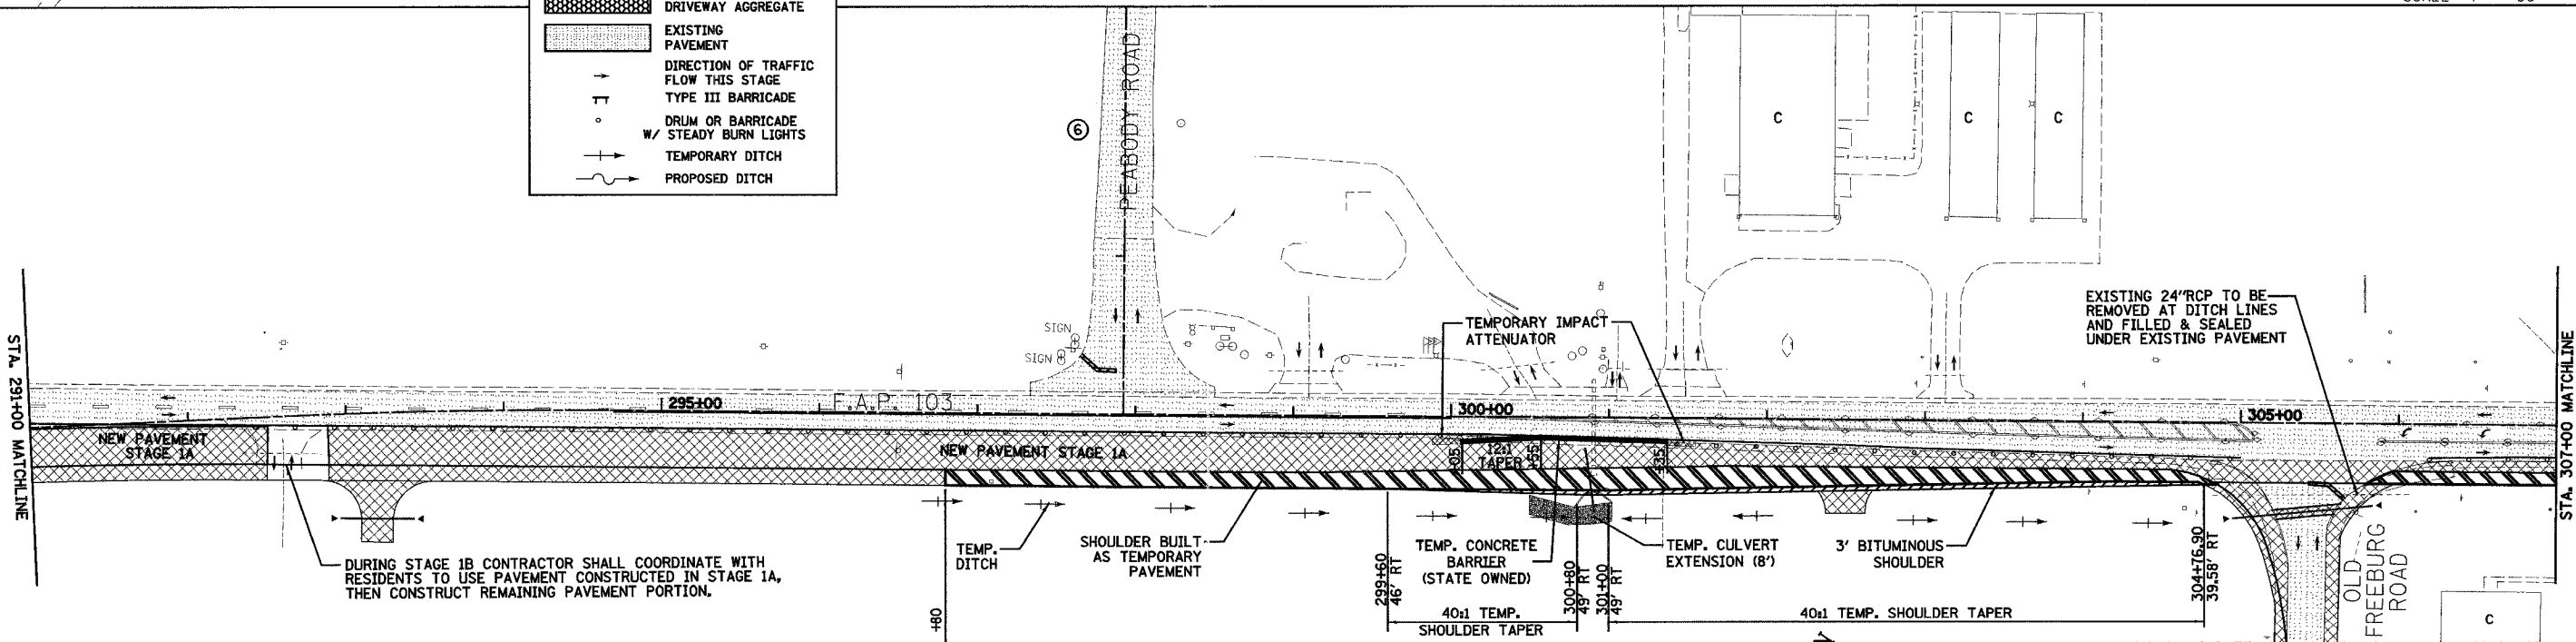 DRIVEWAY AGGREGATE
EXISTING
PAVEMENT
DIRECTION OF TRAFFIC
FLOW THIS STAGE
TYPE III BARRICADE
DRUM OR BARRICADE
W/ STEADY BURN LIGHTS
TEMPORARY DITCH
PROPOSED DITCH
6
PEABODY ROAD
C
C
C
SIGN
SIGN
TEMPORARY IMPACT
ATTENUATOR
EXISTING 24"RCP TO BE
REMOVED AT DITCH LINES
AND FILLED & SEALED
UNDER EXISTING PAVEMENT
STA. 291+00 MATCHLINE
STA. 307+00 MATCHLINE
295+00
F.A.P. 103
300+00
305+00
NEW PAVEMENT
STAGE 1A
NEW PAVEMENT STAGE 1A
+05
12:1
TAPER
+55
+35
DURING STAGE 1B CONTRACTOR SHALL COORDINATE WITH
RESIDENTS TO USE PAVEMENT CONSTRUCTED IN STAGE 1A,
THEN CONSTRUCT REMAINING PAVEMENT PORTION.
+80
TEMP.
DITCH
SHOULDER BUILT
AS TEMPORARY
PAVEMENT
299+60
46' RT
TEMP. CONCRETE
BARRIER
(STATE OWNED)
300+80
49' RT
301+00
49' RT
TEMP. CULVERT
EXTENSION (8')
3' BITUMINOUS
SHOULDER
304+76.90
39.58' RT
40:1 TEMP.
SHOULDER TAPER
40:1 TEMP. SHOULDER TAPER
OLD
FREEBURG
ROAD
C